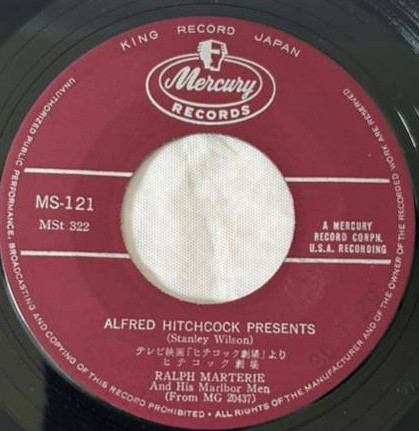 KING RECORD JAPAN
Mercury
RECORDS
MS-121
MSt 322
A MERCURY
RECORD CORPN.
U.S.A. RECORDING
ALFRED HITCHCOCK PRESENTS
(Stanley Wilson)
テレビ映画『ヒチコック劇場』より
ヒチコック劇場
RALPH MARTERIE
And His Marlbor Men
(From MG 20437)
UNAUTHORIZED PUBLIC PERFORMANCE, BROADCASTING AND COPYING OF THIS RECORD PROHIBITED • ALL RIGHTS OF THE MANUFACTURER AND OF THE OWNER OF THE RECORDED WORK ARE RESERVED